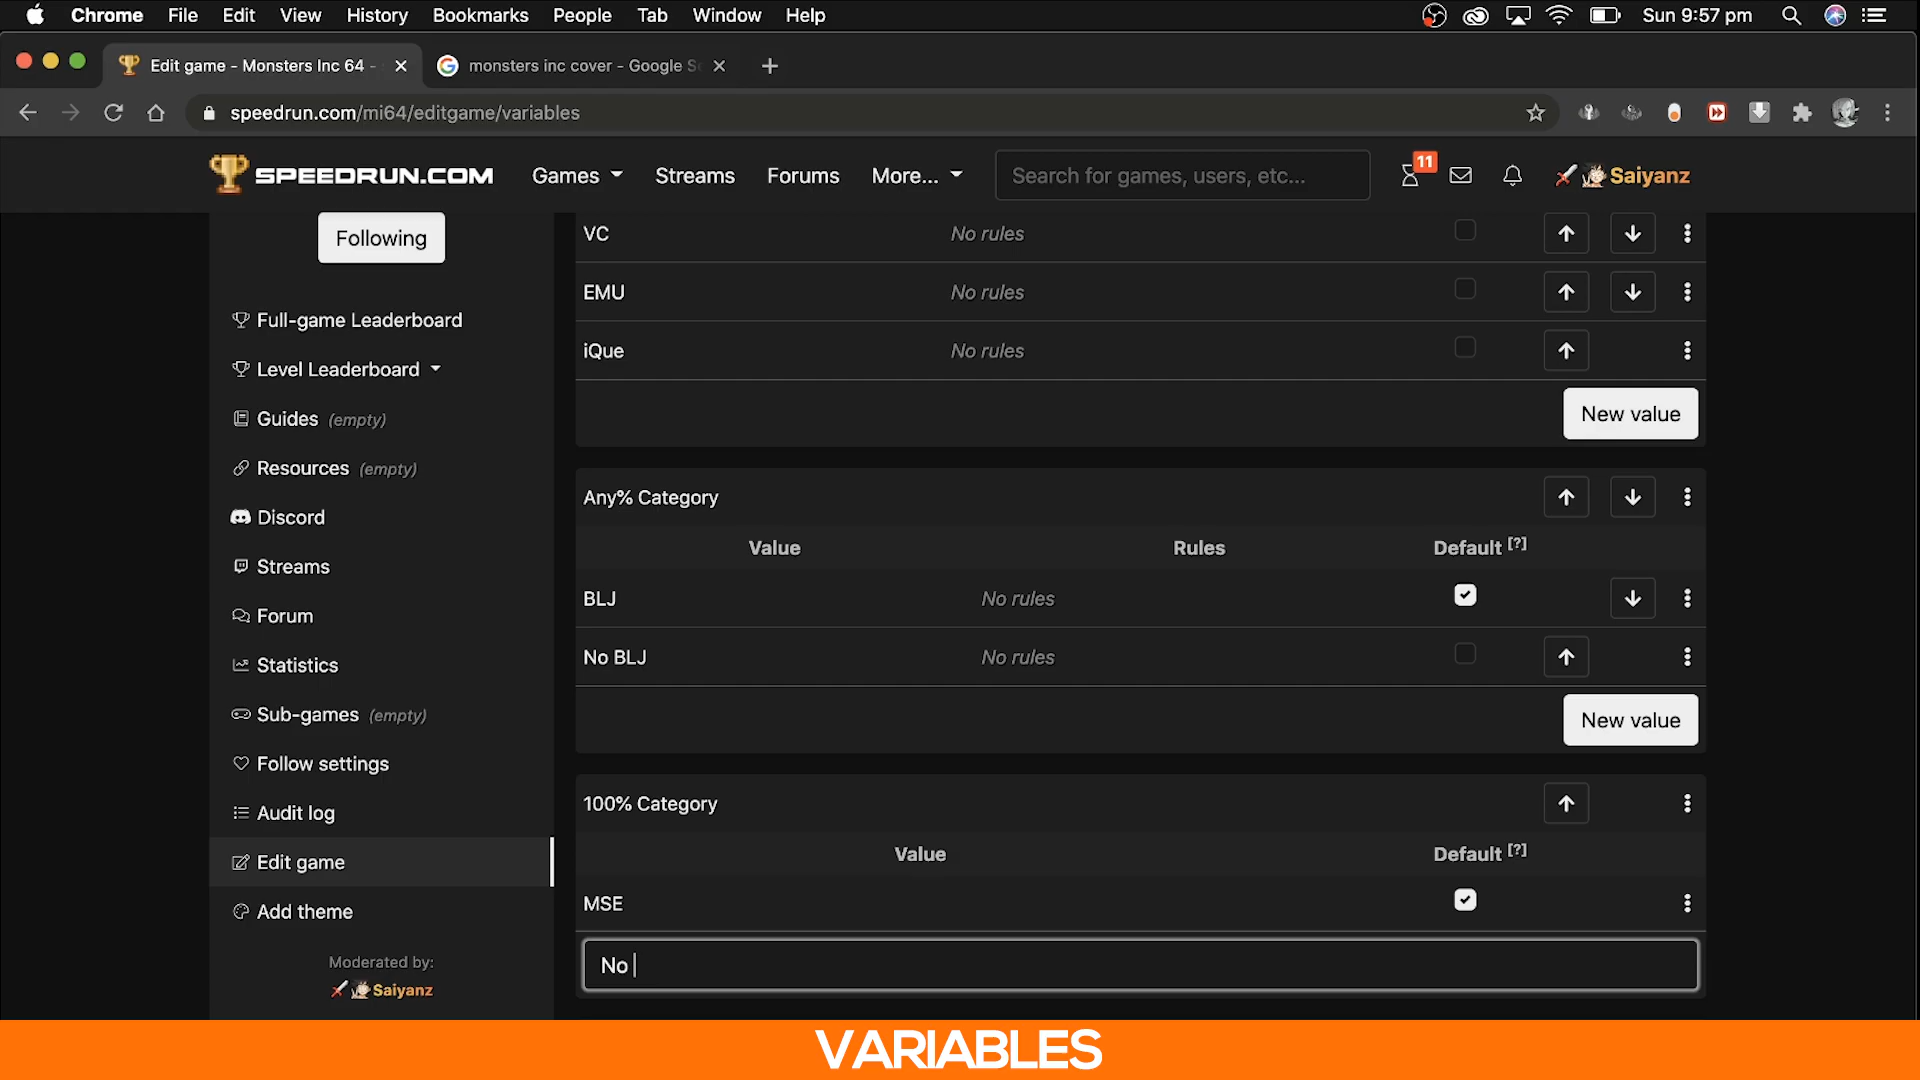 Chrome File Edit View History Bookmarks People Tab Window Help Sun 9:57 pm
Edit game - Monsters Inc 64 - monsters inc cover - Google S
speedrun.com/mi64/editgame/variables
SPEEDRUN.COM Games Streams Forums More... Search for games, users, etc... 11 Saiyanz
Following
Full-game Leaderboard
Level Leaderboard
Guides (empty)
Resources (empty)
Discord
Streams
Forum
Statistics
Sub-games (empty)
Follow settings
Audit log
Edit game
Add theme
Moderated by:
Saiyanz
VC No rules
EMU No rules
iQue No rules
New value
Any% Category
Value Rules Default [?]
BLJ No rules
No BLJ No rules
New value
100% Category
Value Default [?]
MSE
No
VARIABLES